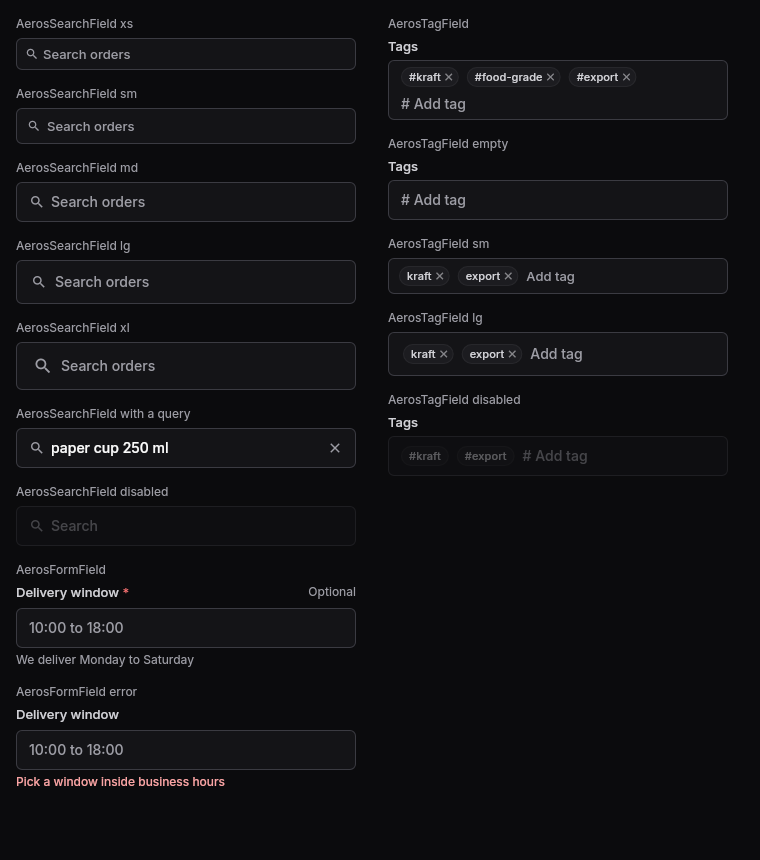 AerosSearchField xs
Search orders
AerosSearchField sm
Search orders
AerosSearchField md
Search orders
AerosSearchField lg
Search orders
AerosSearchField xl
Search orders
AerosSearchField with a query
paper cup 250 ml
AerosSearchField disabled
Search
AerosFormField
Delivery window * Optional
10:00 to 18:00
We deliver Monday to Saturday
AerosFormField error
Delivery window
10:00 to 18:00
Pick a window inside business hours
AerosTagField
Tags
#kraft #food-grade #export
# Add tag
AerosTagField empty
Tags
# Add tag
AerosTagField sm
kraft export Add tag
AerosTagField lg
kraft export Add tag
AerosTagField disabled
Tags
#kraft #export # Add tag